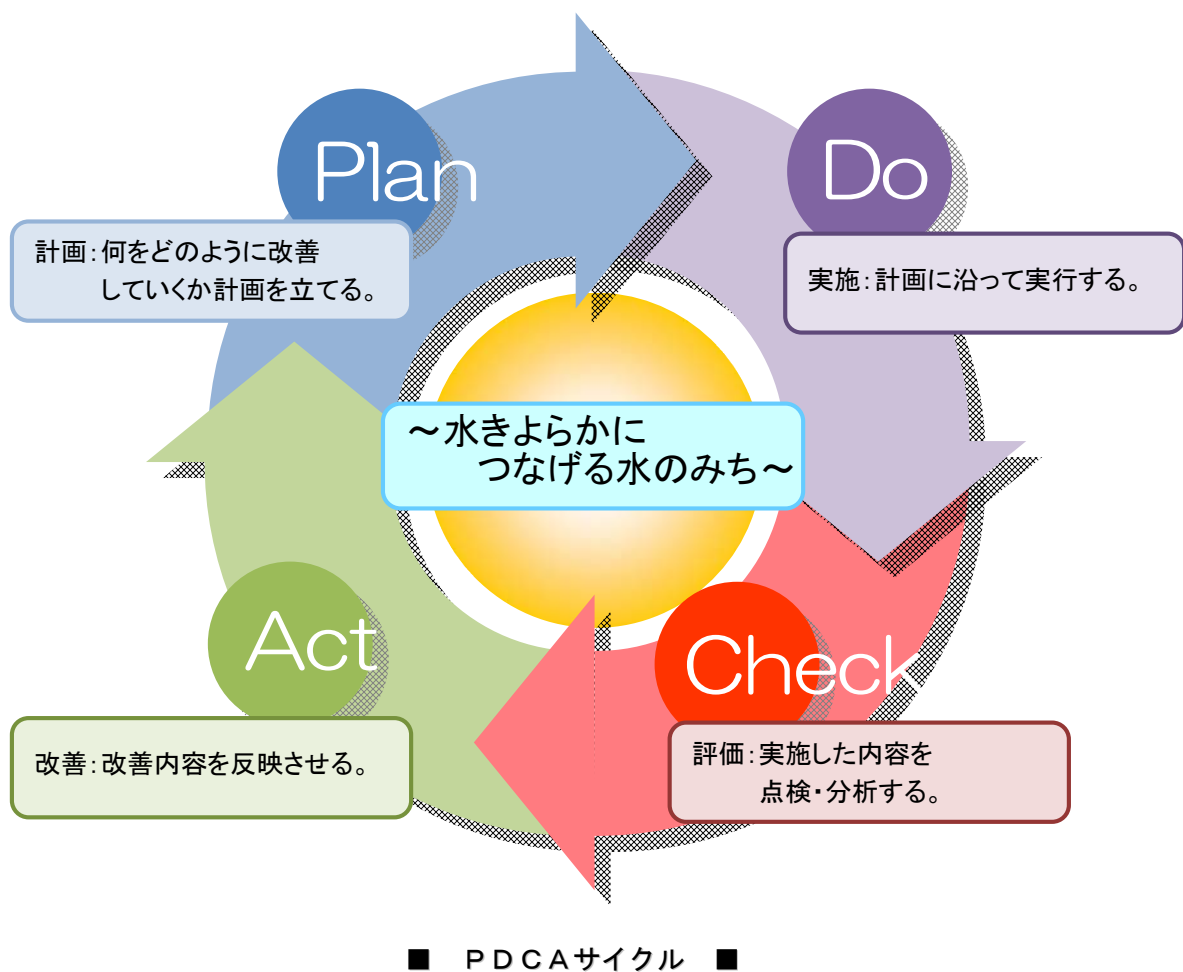 Plan
計画：何をどのように改善
していくか計画を立てる。
Do
実施：計画に沿って実行する。
～水きよらかに
つなげる水のみち～
Act
改善：改善内容を反映させる。
Check
評価：実施した内容を
点検・分析する。
■　ＰＤＣＡサイクル　■